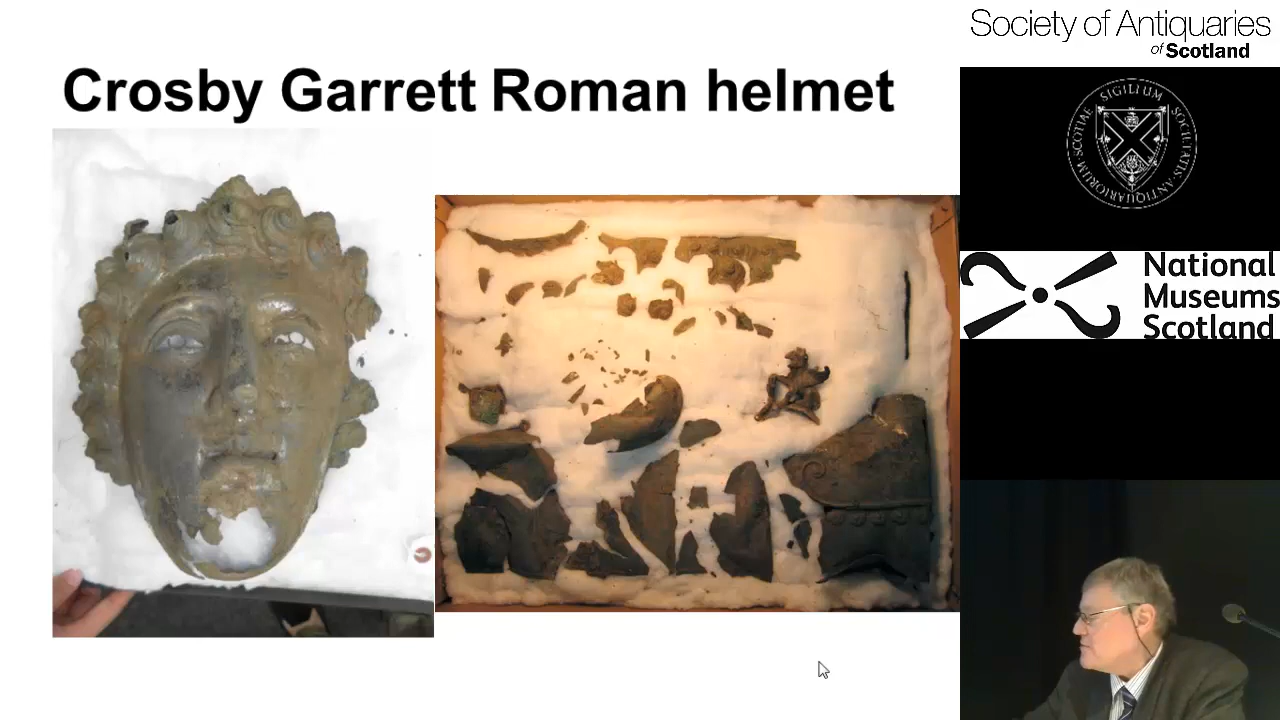 Crosby Garrett Roman helmet
Society of Antiquaries
of Scotland
SIGILLUM SOCIETATIS ANTIQUARIORUM SCOTIAE
National
Museums
Scotland